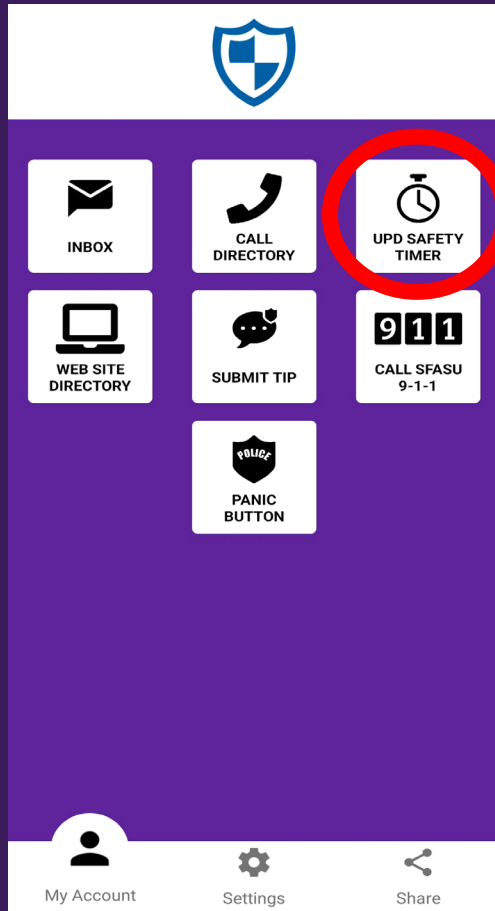 INBOX
CALL
DIRECTORY
UPD SAFETY
TIMER
WEB SITE
DIRECTORY
SUBMIT TIP
911
CALL SFASU
9-1-1
POLICE
PANIC
BUTTON
My Account
Settings
Share